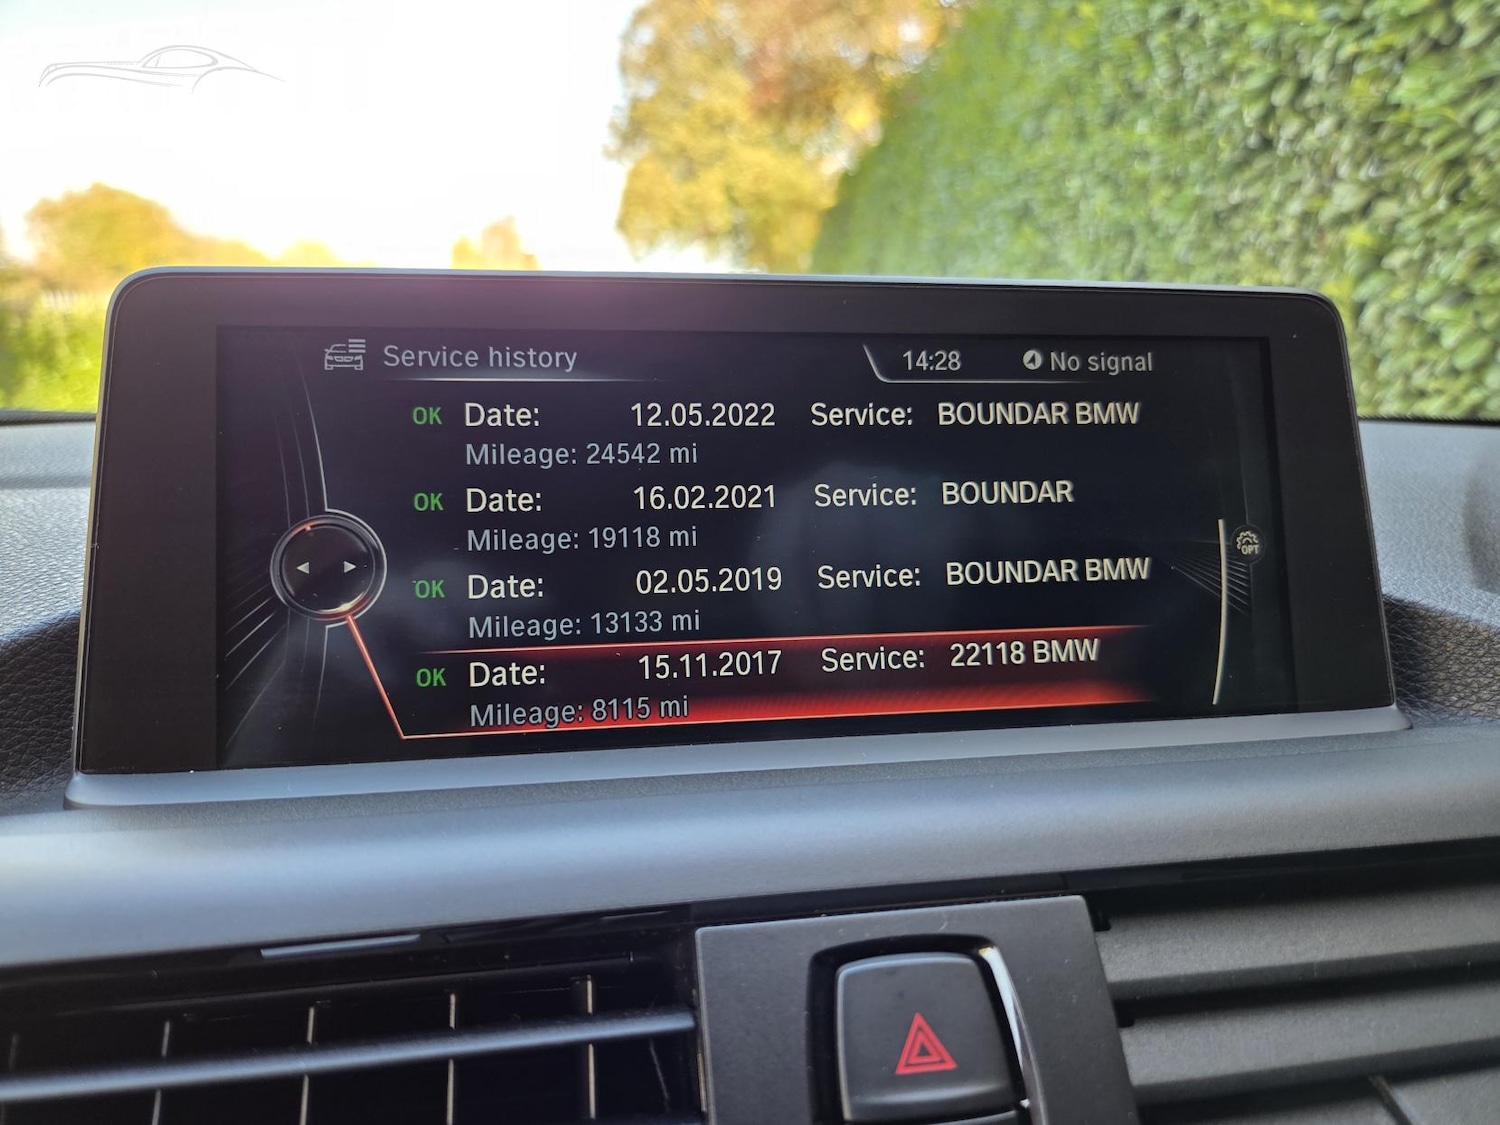 Service history
14:28 No signal
OK Date: 12.05.2022 Service: BOUNDAR BMW
Mileage: 24542 mi
OK Date: 16.02.2021 Service: BOUNDAR
Mileage: 19118 mi
OK Date: 02.05.2019 Service: BOUNDAR BMW
Mileage: 13133 mi
OK Date: 15.11.2017 Service: 22118 BMW
Mileage: 8115 mi
OPT